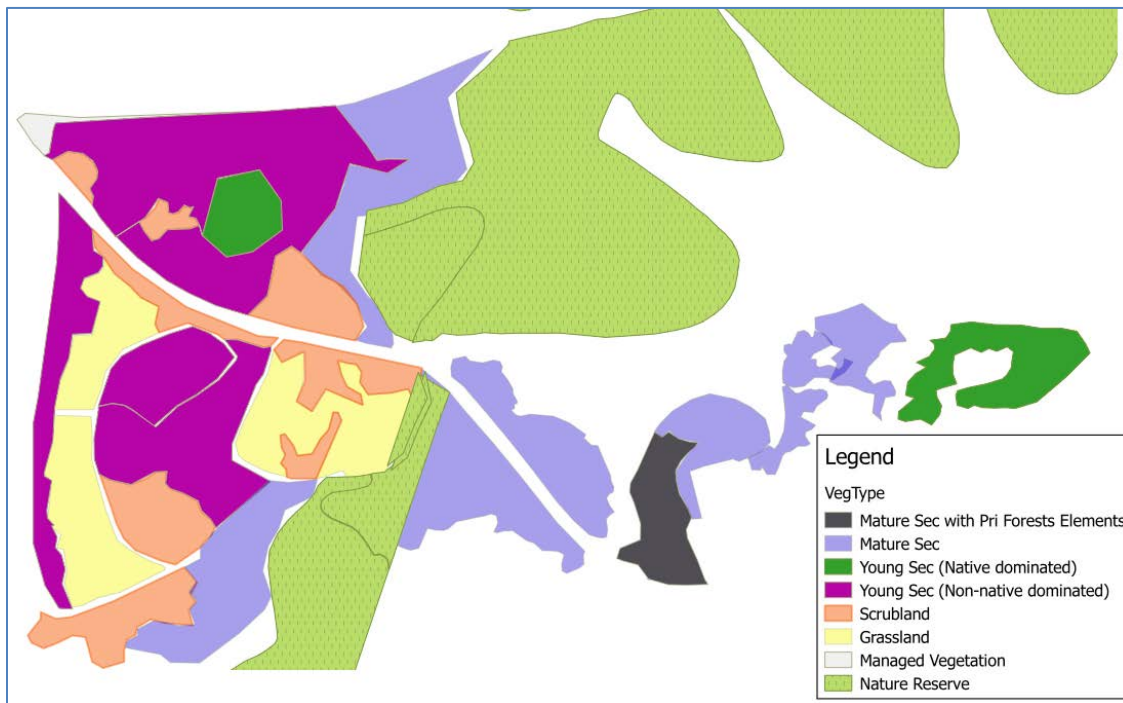 Legend
VegType
Mature Sec with Pri Forests Elements
Mature Sec
Young Sec (Native dominated)
Young Sec (Non-native dominated)
Scrubland
Grassland
Managed Vegetation
Nature Reserve